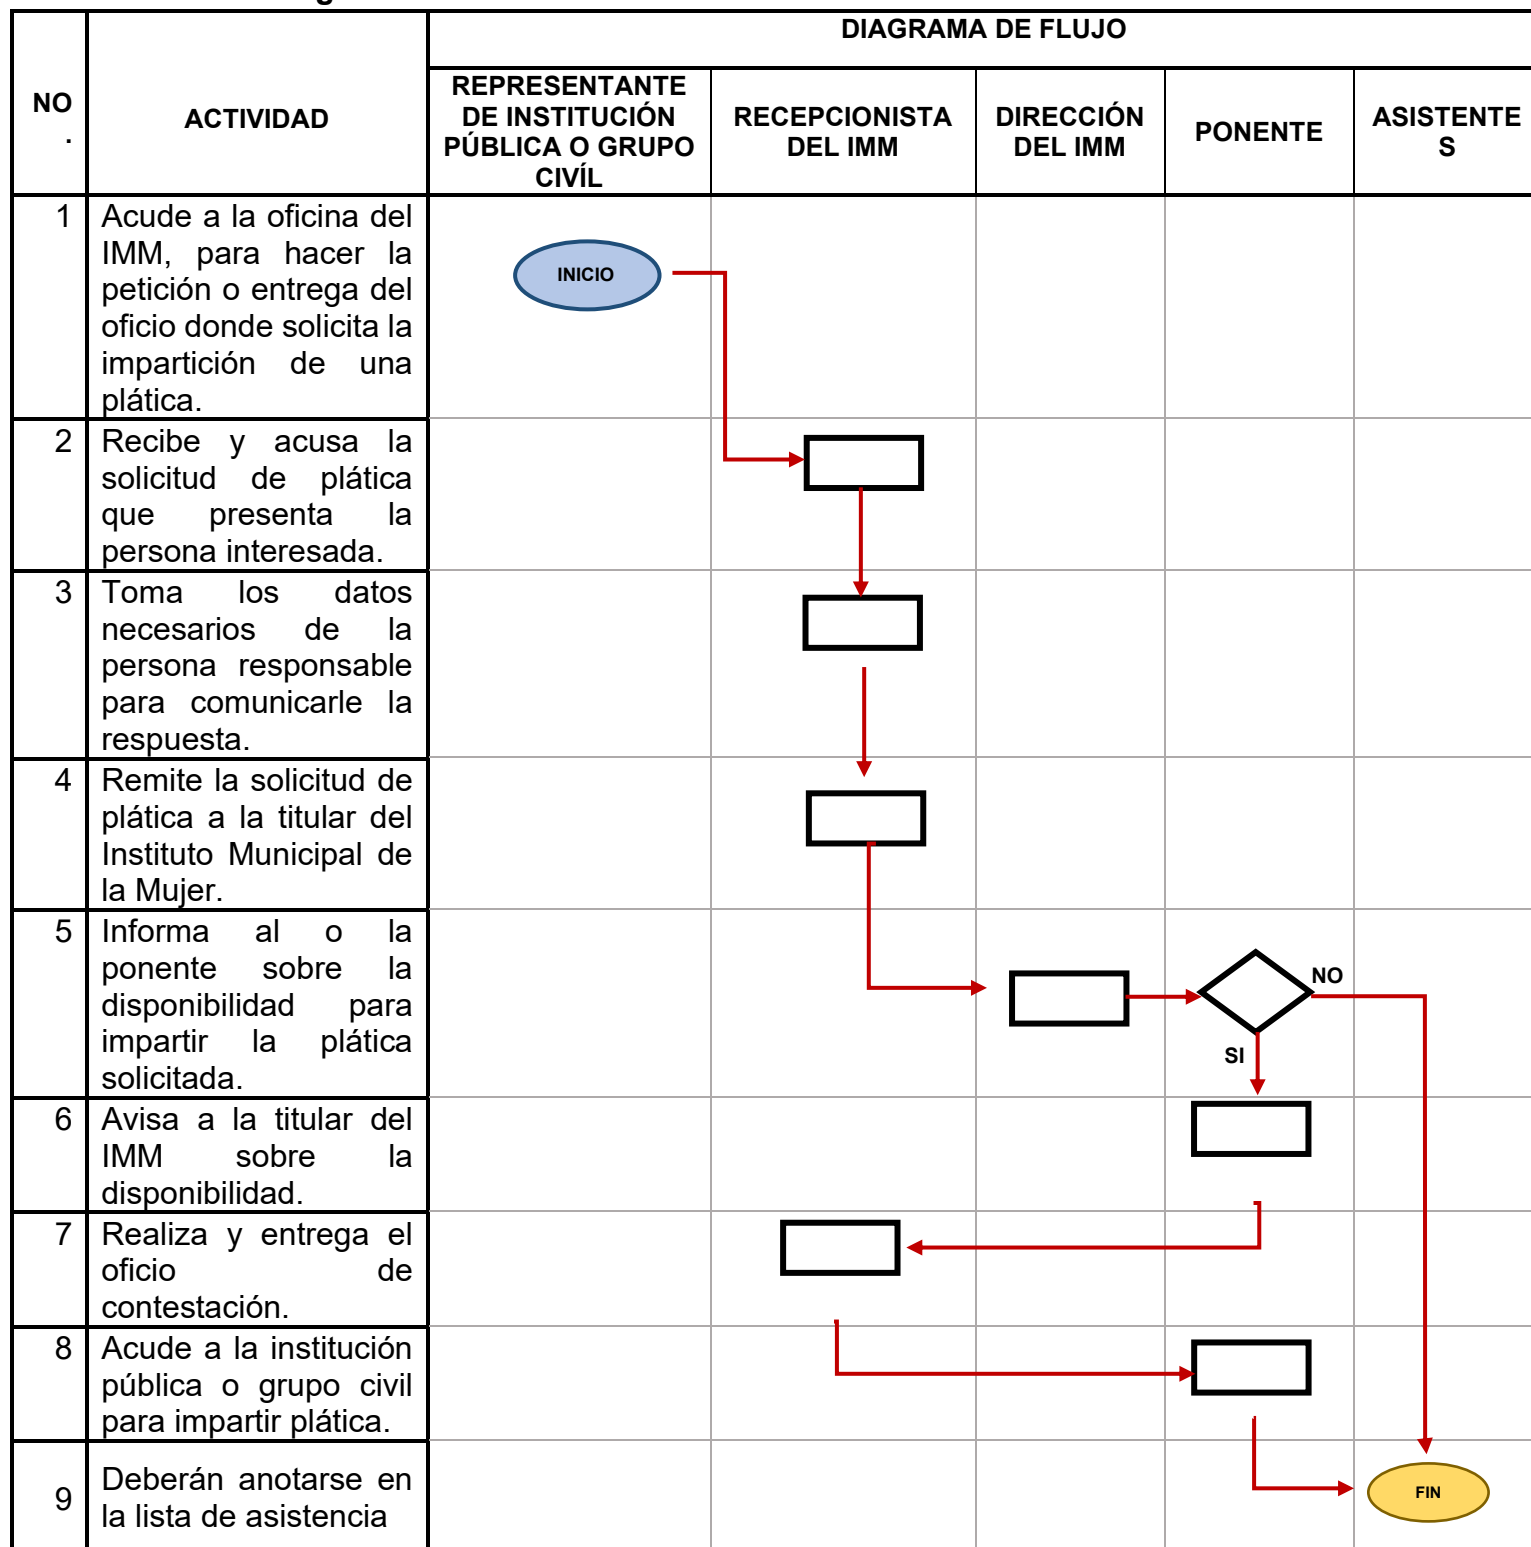 DIAGRAMA DE FLUJO
NO
.
ACTIVIDAD
REPRESENTANTE
DE INSTITUCIÓN
PÚBLICA O GRUPO
CIVÍL
RECEPCIONISTA
DEL IMM
DIRECCIÓN
DEL IMM
PONENTE
ASISTENTE
S
1
Acude a la oficina del
IMM, para hacer la
petición o entrega del
oficio donde solicita la
impartición de una
plática.
INICIO
2
Recibe y acusa la
solicitud de plática
que presenta la
persona interesada.
3
Toma los datos
necesarios de la
persona responsable
para comunicarle la
respuesta.
4
Remite la solicitud de
plática a la titular del
Instituto Municipal de
la Mujer.
5
Informa al o la
ponente sobre la
disponibilidad para
impartir la plática
solicitada.
NO
SI
6
Avisa a la titular del
IMM sobre la
disponibilidad.
7
Realiza y entrega el
oficio de
contestación.
8
Acude a la institución
pública o grupo civil
para impartir plática.
9
Deberán anotarse en
la lista de asistencia
FIN